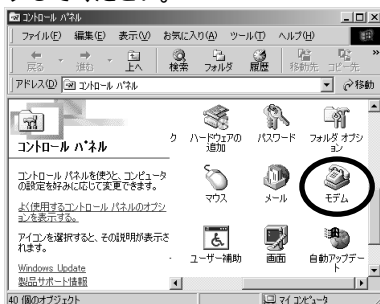 コントロール パネル
ファイル(F) 編集(E) 表示(V) お気に入り(A) ツール(T) ヘルプ(H)
戻る 進む 上へ 検索 フォルダ 履歴 移動先 コピー先
アドレス(D) コントロール パネル 移動
コントロール パネル
コントロール パネルを使うと、コンピュータ
の設定を好みに応じて変更できます。
よく使用するコントロール パネルのオプシ
ョンを表示する。
アイコンを選択すると、その説明が表示さ
れます。
Windows Update
製品サポート情報
ク ハードウェアの
追加
パスワード
フォルダ オプシ
ョン
マウス
メール
モデム
ユーザー補助
画面
自動アップデー
ト
40 個のオブジェクト
マイ コンピュータ